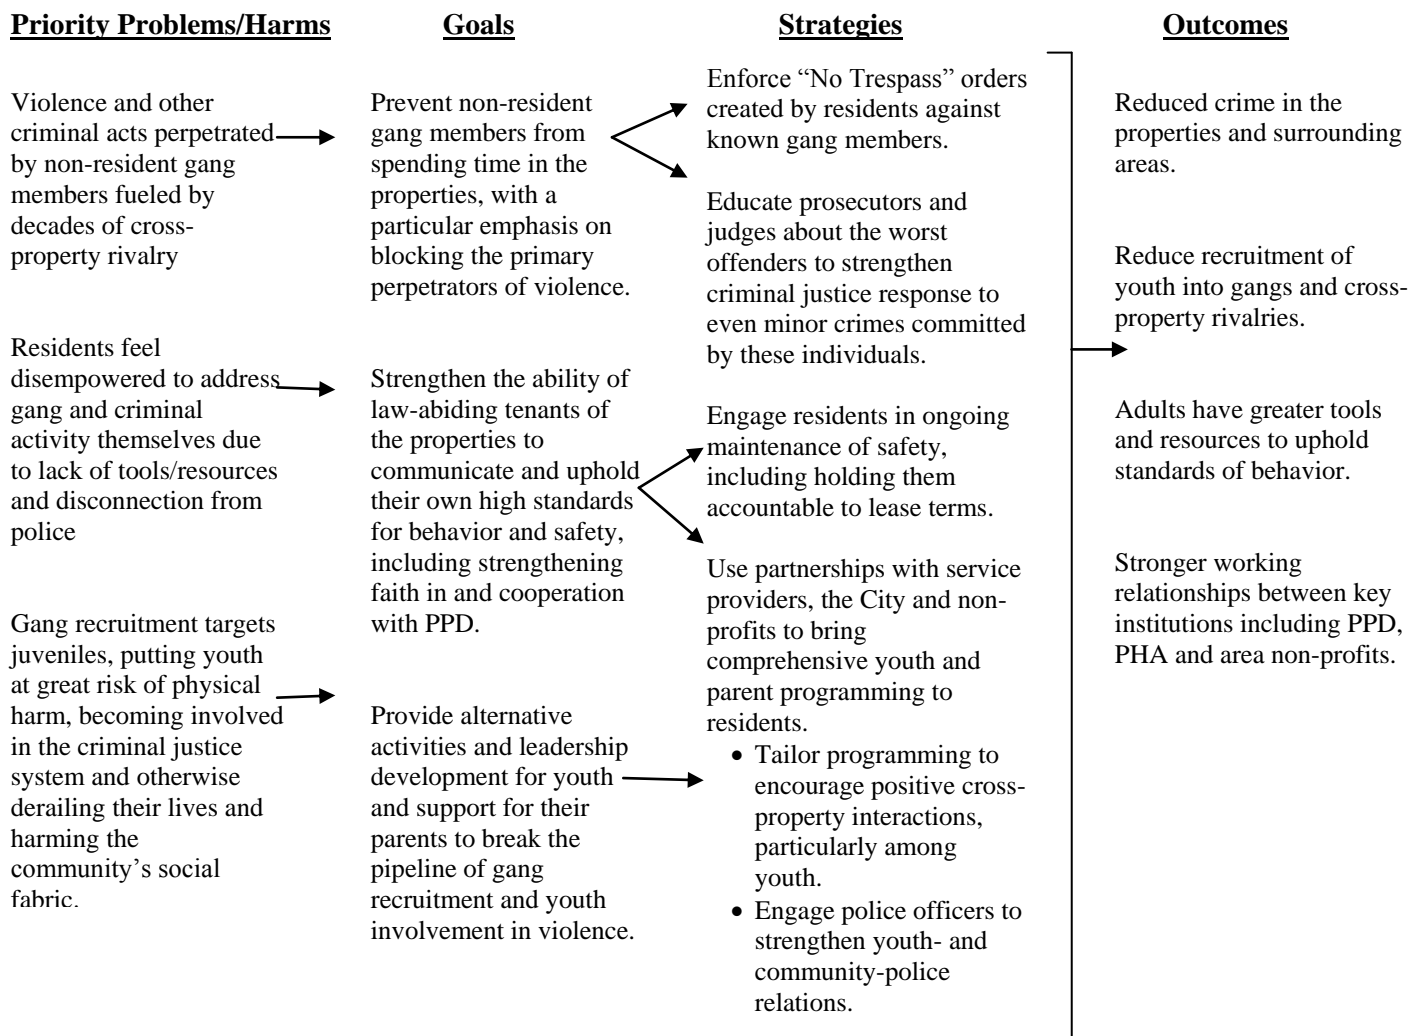 Priority Problems/Harms
Goals
Strategies
Outcomes
Violence and other
criminal acts perpetrated
by non-resident gang
members fueled by
decades of cross-
property rivalry
Residents feel
disempowered to address
gang and criminal
activity themselves due
to lack of tools/resources
and disconnection from
police
Gang recruitment targets
juveniles, putting youth
at great risk of physical
harm, becoming involved
in the criminal justice
system and otherwise
derailing their lives and
harming the
community’s social
fabric.
Prevent non-resident
gang members from
spending time in the
properties, with a
particular emphasis on
blocking the primary
perpetrators of violence.
Strengthen the ability of
law-abiding tenants of
the properties to
communicate and uphold
their own high standards
for behavior and safety,
including strengthening
faith in and cooperation
with PPD.
Provide alternative
activities and leadership
development for youth
and support for their
parents to break the
pipeline of gang
recruitment and youth
involvement in violence.
Enforce “No Trespass” orders
created by residents against
known gang members.
Educate prosecutors and
judges about the worst
offenders to strengthen
criminal justice response to
even minor crimes committed
by these individuals.
Engage residents in ongoing
maintenance of safety,
including holding them
accountable to lease terms.
Use partnerships with service
providers, the City and non-
profits to bring
comprehensive youth and
parent programming to
residents.
• Tailor programming to
encourage positive cross-
property interactions,
particularly among
youth.
• Engage police officers to
strengthen youth- and
community-police
relations.
Reduced crime in the
properties and surrounding
areas.
Reduce recruitment of
youth into gangs and cross-
property rivalries.
Adults have greater tools
and resources to uphold
standards of behavior.
Stronger working
relationships between key
institutions including PPD,
PHA and area non-profits.